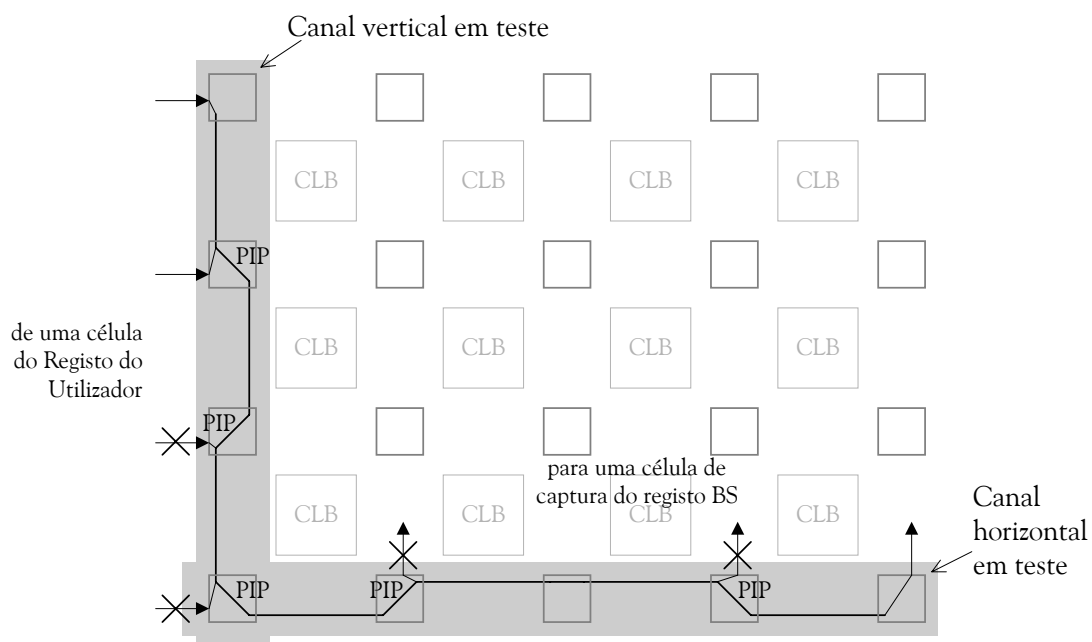 Canal vertical em teste
CLB CLB CLB CLB
PIP
de uma célula
do Registo do
Utilizador
CLB CLB CLB CLB
PIP
para uma célula de
captura do registo BS
CLB CLB CLB CLB
Canal
horizontal
em teste
PIP PIP PIP